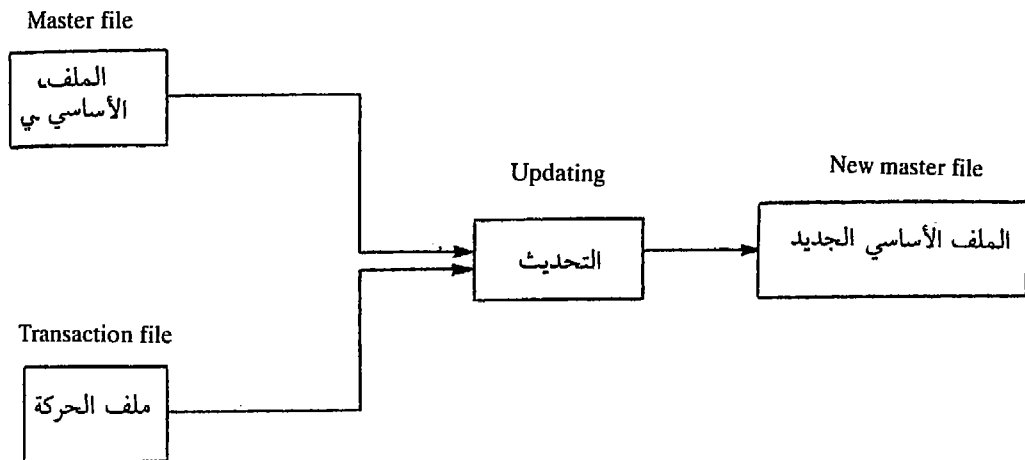 Master file
الملف
الأساسي
Updating
التحديث
New master file
الملف الأساسي الجديد
Transaction file
ملف الحركة